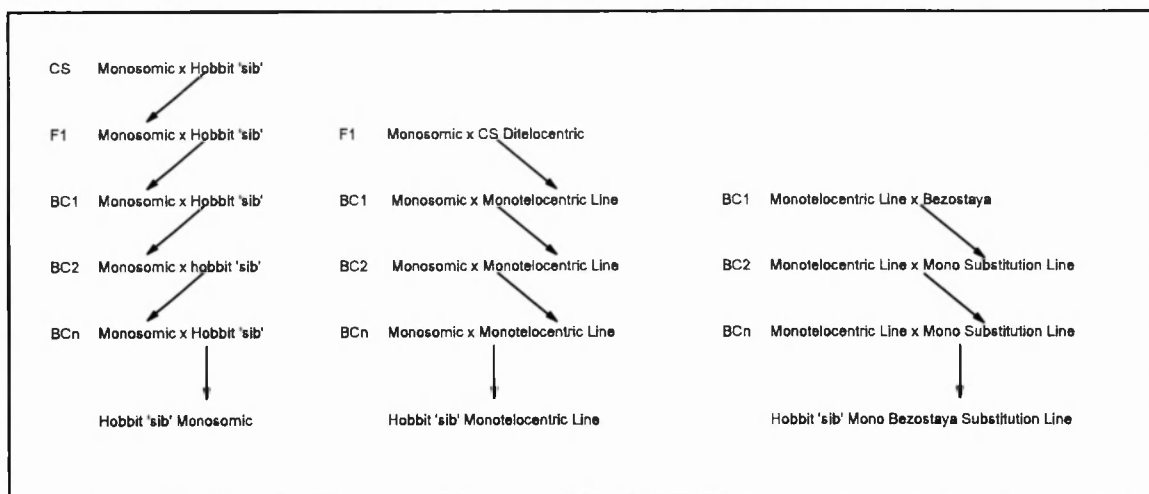 CS Monosomic x Hobbit 'sib'
F1 Monosomic x Hobbit 'sib'
BC1 Monosomic x Hobbit 'sib'
BC2 Monosomic x hobbit 'sib'
BCn Monosomic x Hobbit 'sib'
Hobbit 'sib' Monosomic
F1 Monosomic x CS Ditelocentric
BC1 Monosomic x Monotelocentric Line
BC2 Monosomic x Monotelocentric Line
BCn Monosomic x Monotelocentric Line
Hobbit 'sib' Monotelocentric Line
BC1 Monotelocentric Line x Bezostaya
BC2 Monotelocentric Line x Mono Substitution Line
BCn Monotelocentric Line x Mono Substitution Line
Hobbit 'sib' Mono Bezostaya Substitution Line